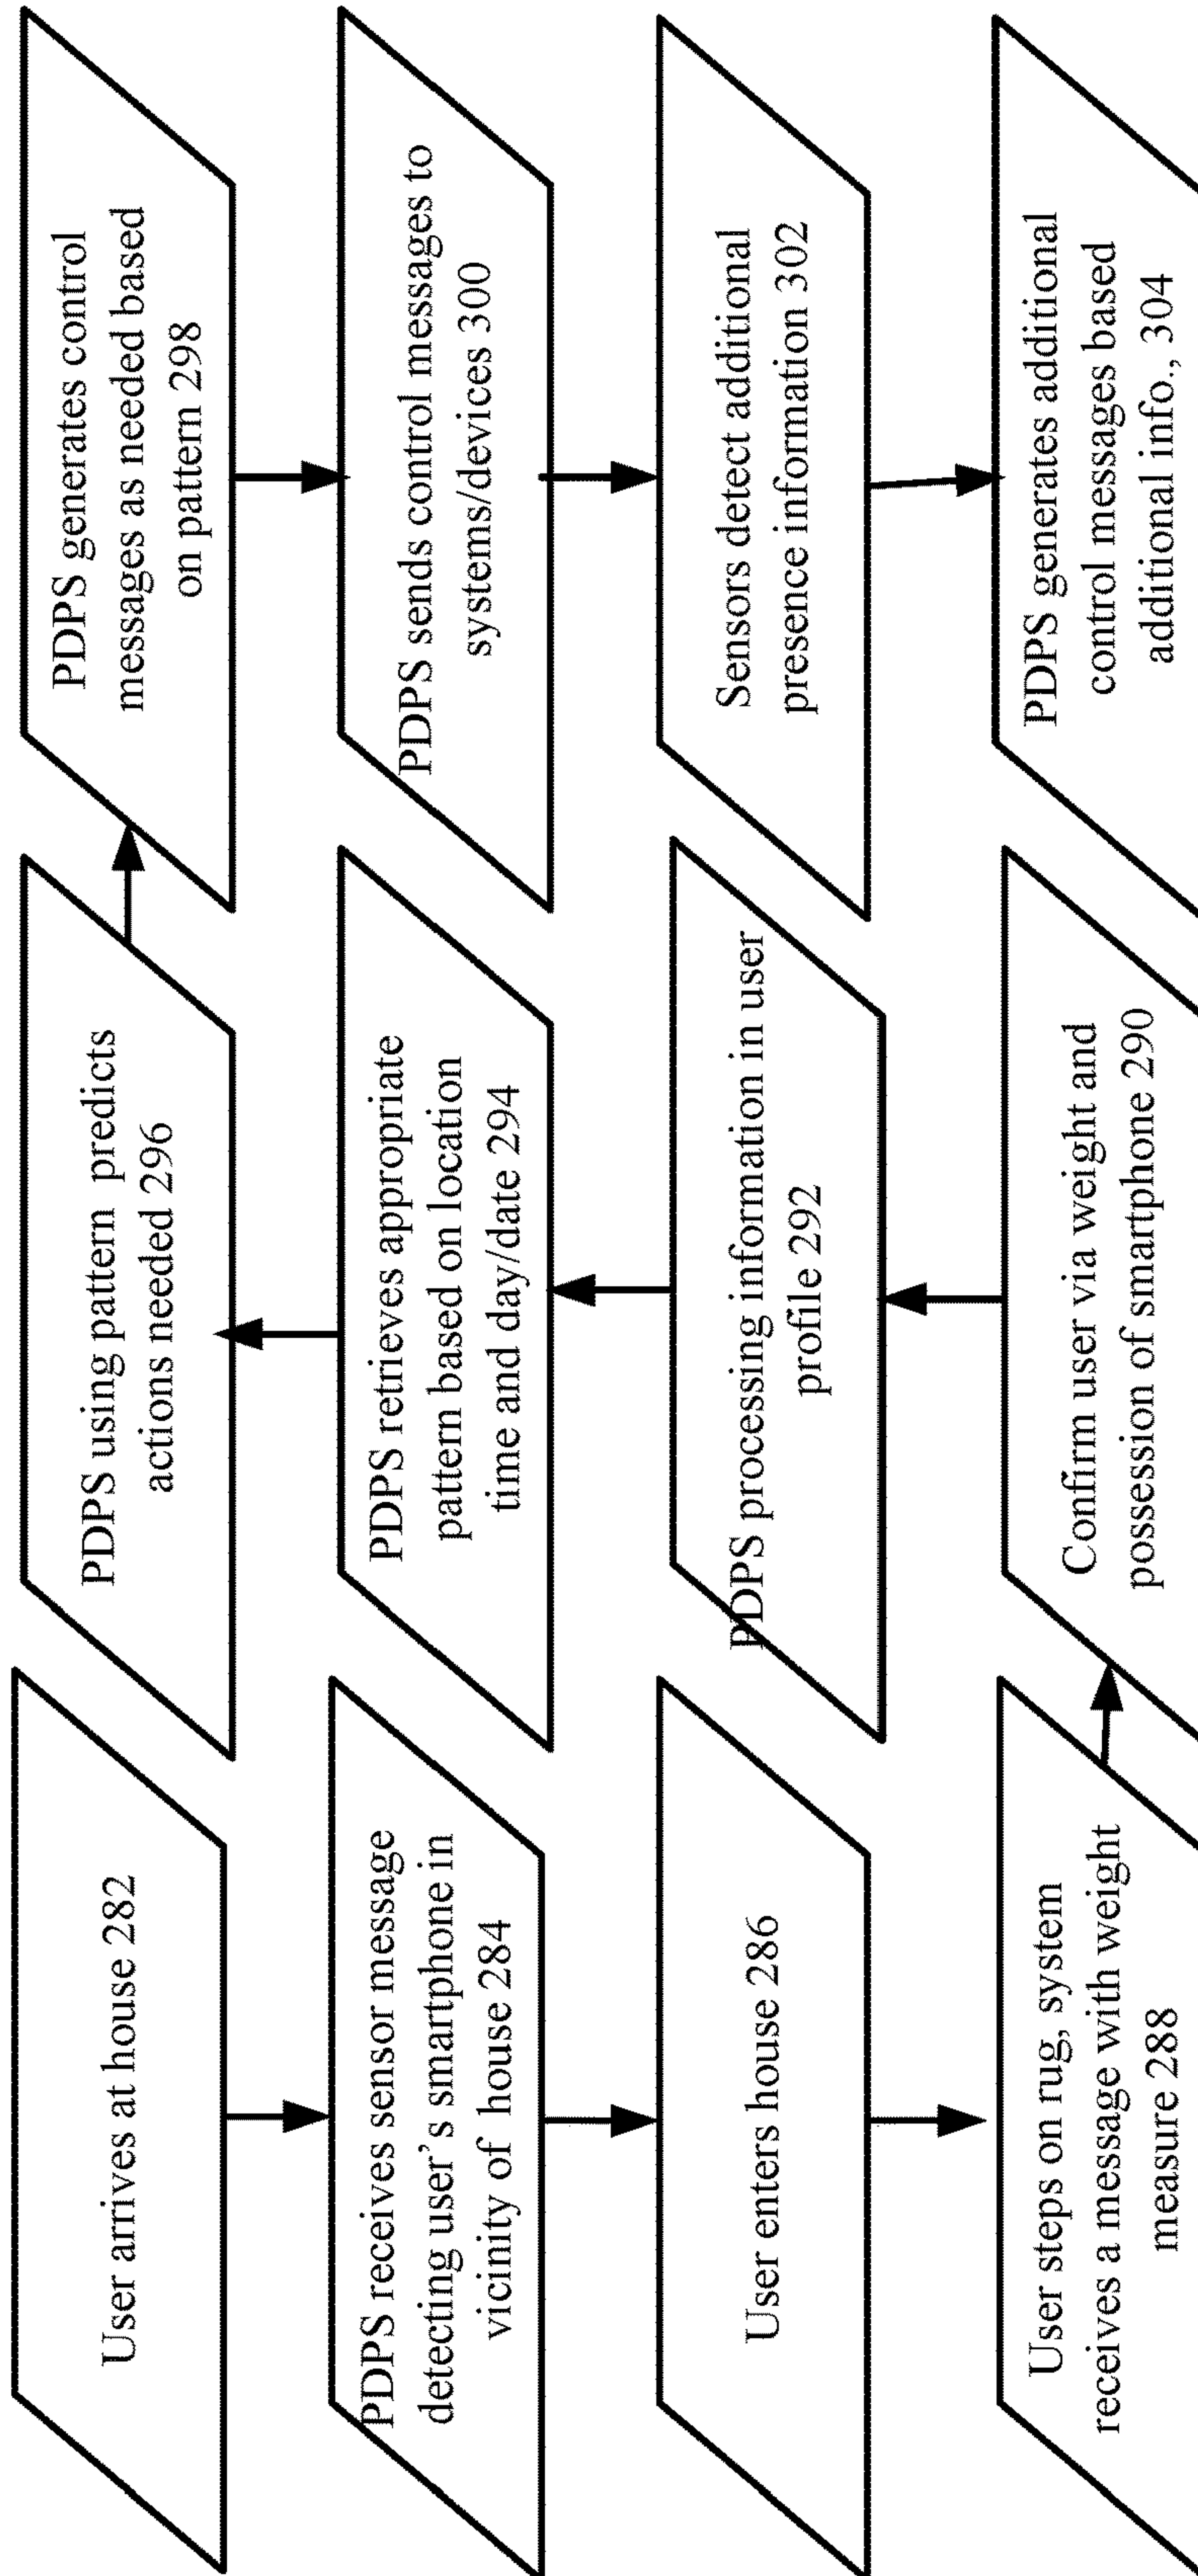 User arrives at house 282
PDPS receives sensor message
detecting user's smartphone in
vicinity of house 284
User enters house 286
User steps on rug, system
receives a message with weight
measure 288
Confirm user via weight and
possession of smartphone 290
PDPS processing information in user
profile 292
PDPS retrieves appropriate
pattern based on location
time and day/date 294
PDPS using pattern predicts
actions needed 296
PDPS generates control
messages as needed based
on pattern 298
PDPS sends control messages to
systems/devices 300
Sensors detect additional
presence information 302
PDPS generates additional
control messages based
additional info., 304